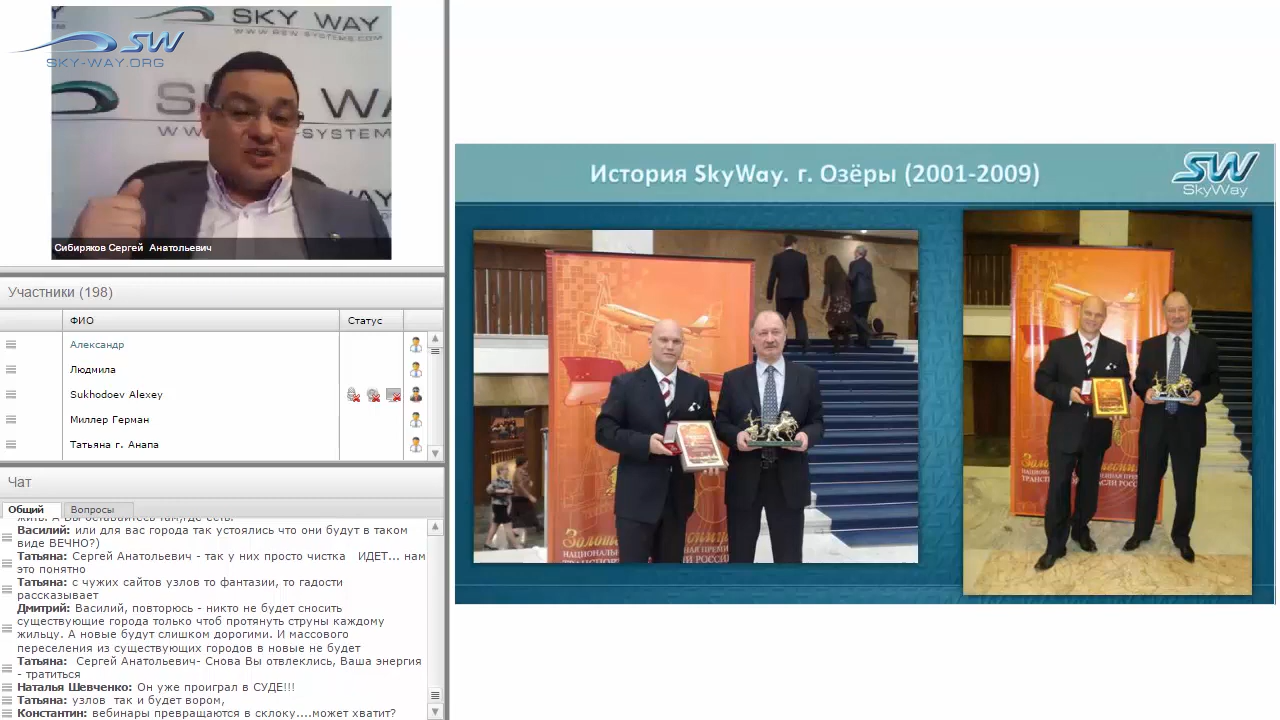 SKY WAY
WWW.RSW-SYSTEMS.COM
SW
SKY-WAY.ORG
Сибиряков Сергей Анатольевич
Участники (198)
ФИО Статус
Александр
Людмила
Sukhodoev Alexey
Миллер Герман
Татьяна г. Анапа
Чат
Общий Вопросы
Василий: или для вас города так устоялись что они будут в таком
виде ВЕЧНО?)
Татьяна: Сергей Анатольевич - так у них просто чистка ИДЕТ... нам
это понятно
Татьяна: с чужих сайтов узлов то фантазии, то гадости
рассказывает
Дмитрий: Василий, повторюсь - никто не будет сносить
существующие города только чтоб протянуть струны каждому
жильцу. А новые будут слишком дорогими. И массового
переселения из существующих городов в новые не будет
Татьяна: Сергей Анатольевич- Снова Вы отвлеклись, Ваша энергия
- тратиться
Наталья Шевченко: Он уже проиграл в СУДЕ!!!
Татьяна: узлов так и будет вором,
Константин: вебинары превращаются в склоку....может хватит?
История SkyWay. г. Озёры (2001-2009)
SW
SkyWay